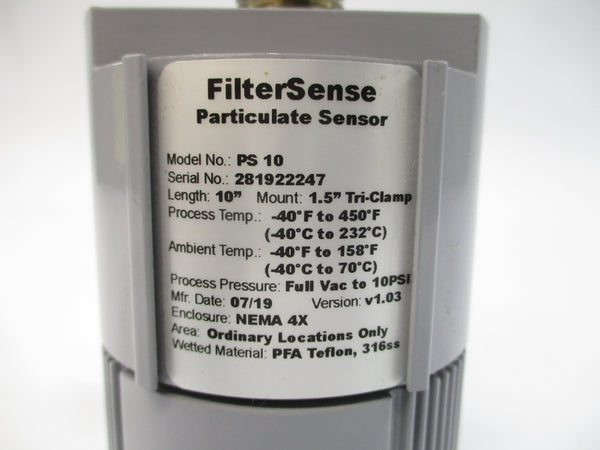 FilterSense
Particulate Sensor
Model No.: PS 10
Serial No.: 281922247
Length: 10” Mount: 1.5” Tri-Clamp
Process Temp.: -40°F to 450°F
(-40°C to 232°C)
Ambient Temp.: -40°F to 158°F
(-40°C to 70°C)
Process Pressure: Full Vac to 10PSI
Mfr. Date: 07/19 Version: v1.03
Enclosure: NEMA 4X
Area: Ordinary Locations Only
Wetted Material: PFA Teflon, 316ss